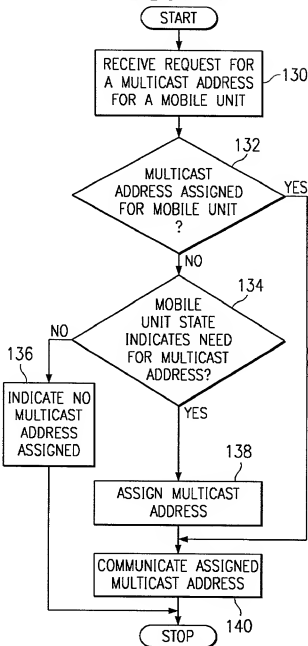 START
RECEIVE REQUEST FOR
A MULTICAST ADDRESS
FOR A MOBILE UNIT
130
132
MULTICAST
ADDRESS ASSIGNED
FOR MOBILE UNIT
?
YES
NO
134
MOBILE
UNIT STATE
INDICATES NEED
FOR MULTICAST
ADDRESS?
NO
136
INDICATE NO
MULTICAST
ADDRESS
ASSIGNED
YES
138
ASSIGN MULTICAST
ADDRESS
COMMUNICATE ASSIGNED
MULTICAST ADDRESS
140
STOP